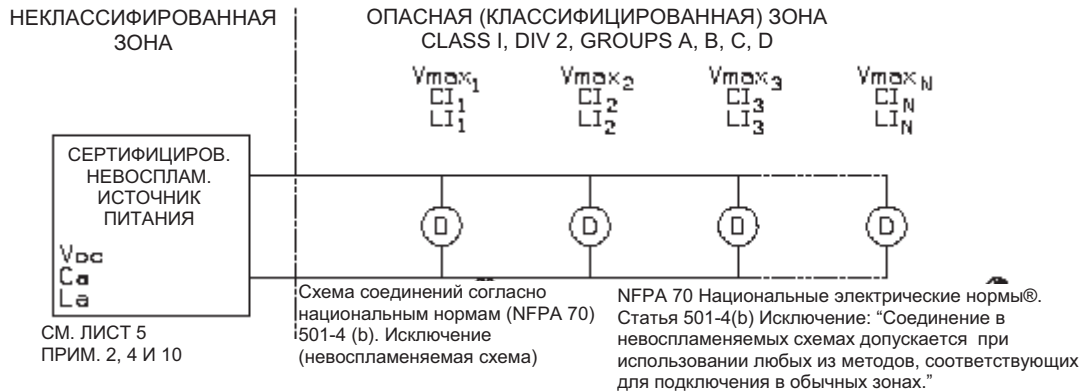 НЕКЛАССИФИРОВАННАЯ
ЗОНА
ОПАСНАЯ (КЛАССИФИЦИРОВАННАЯ) ЗОНА
CLASS I, DIV 2, GROUPS A, B, C, D
Vmax1
CI1
LI1
Vmax2
CI2
LI2
Vmax3
CI3
LI3
VmaxN
CIN
LIN
СЕРТИФИЦИРОВ.
НЕВОСПЛАМ.
ИСТОЧНИК
ПИТАНИЯ
Voc
Ca
La
D
D
D
D
СМ. ЛИСТ 5
ПРИМ. 2, 4 И 10
Схема соединений согласно
национальным нормам (NFPA 70)
501-4 (b). Исключение
(невоспламеняемая схема)
NFPA 70 Национальные электрические нормы®.
Статья 501-4(b) Исключение: “Соединение в
невоспламеняемых схемах допускается при
использовании любых из методов, соответствующих
для подключения в обычных зонах.”